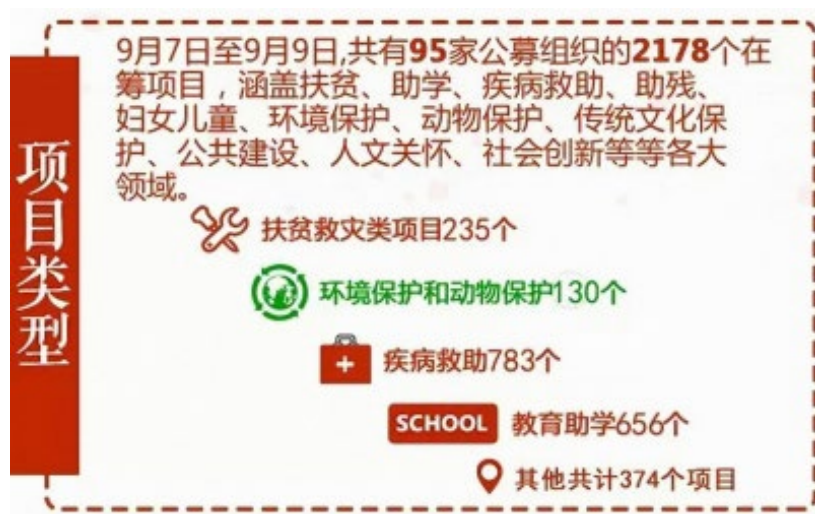 项目类型
9月7日至9月9日,共有95家公募组织的2178个在
筹项目，涵盖扶贫、助学、疾病救助、助残、
妇女儿童、环境保护、动物保护、传统文化保
护、公共建设、人文关怀、社会创新等等各大
领域。
扶贫救灾类项目235个
环境保护和动物保护130个
疾病救助783个
SCHOOL 教育助学656个
其他共计374个项目